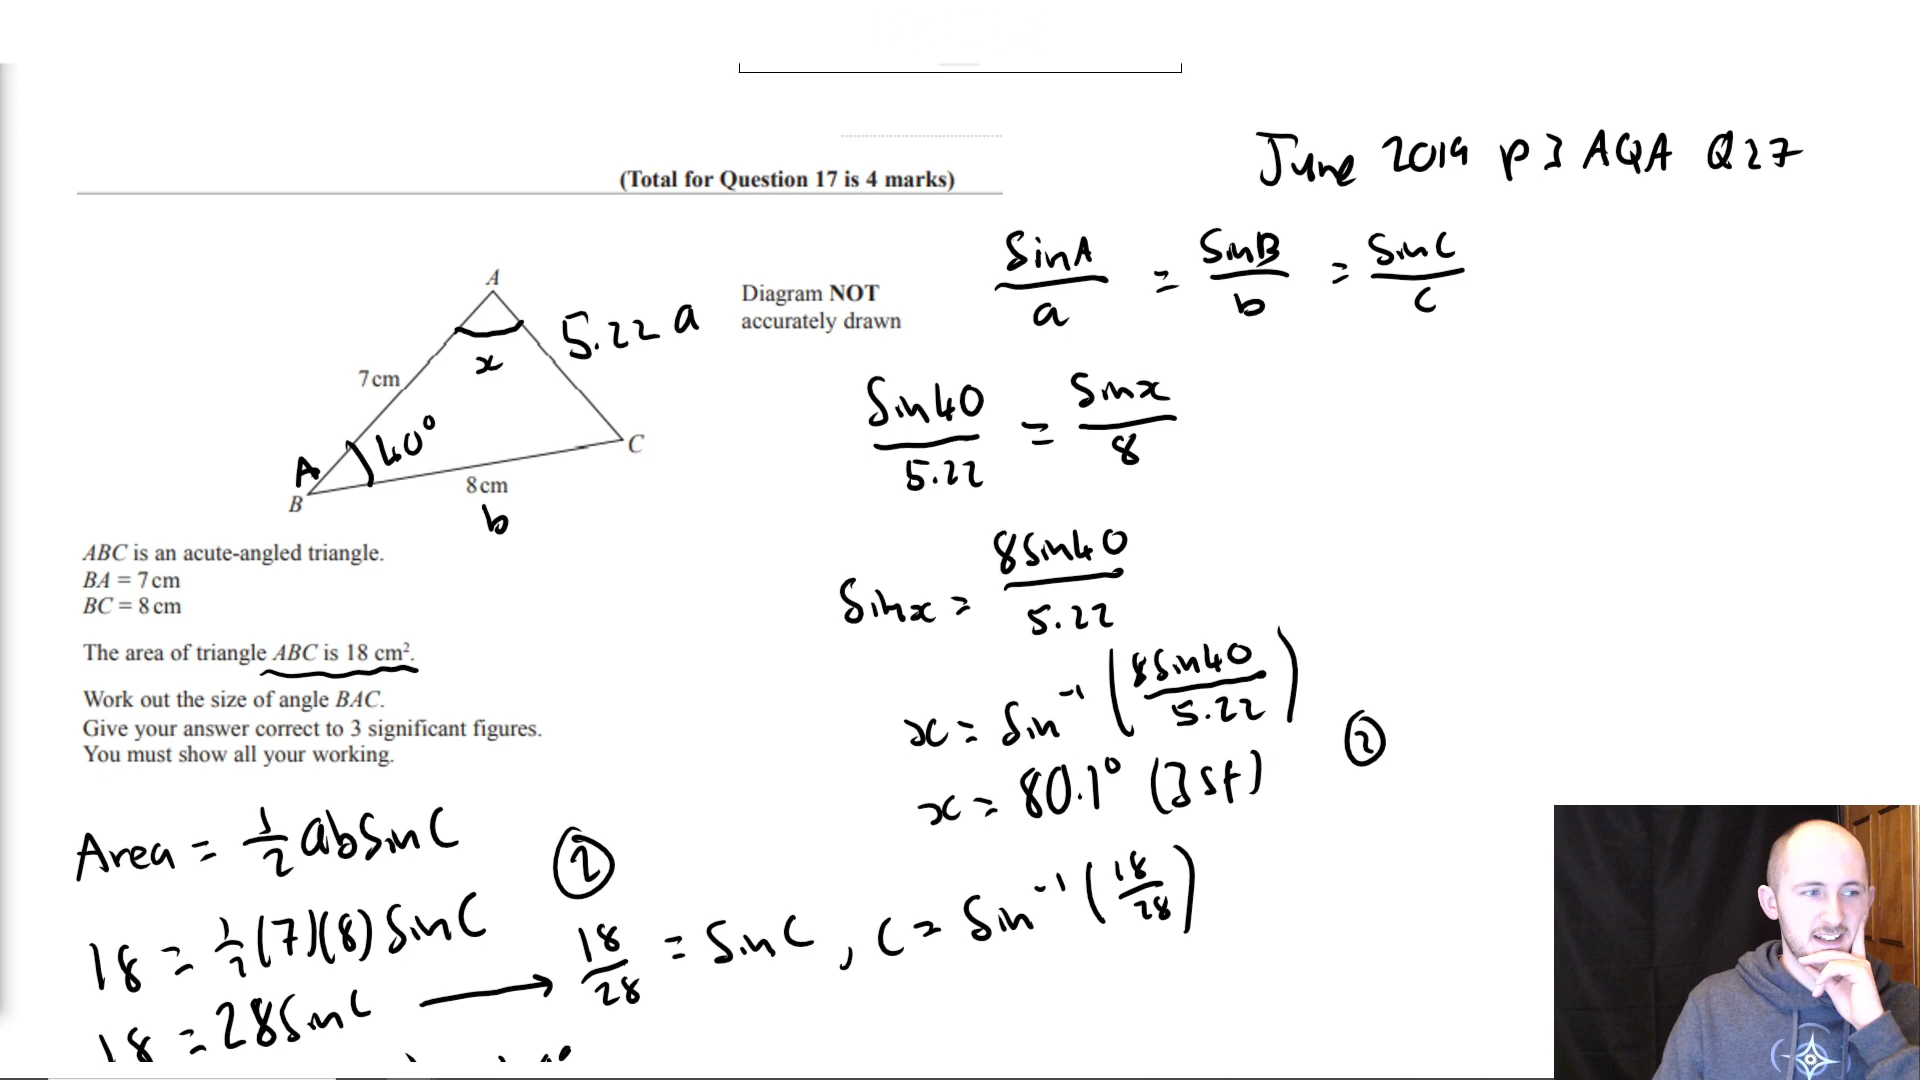 June 2019 p3 AQA Q27
(Total for Question 17 is 4 marks)
A
Diagram NOT
accurately drawn
7 cm
x
5.22 a
40°
A
B
C
8 cm
b
ABC is an acute-angled triangle.
BA = 7 cm
BC = 8 cm
The area of triangle ABC is 18 cm².
Work out the size of angle BAC.
Give your answer correct to 3 significant figures.
You must show all your working.
Area = 1/2 abSinC
②
18 = 1/2 (7)(8) SinC
18 = 28SinC → 18/28 = SinC, C = Sin⁻¹(18/28)
SinA/a = SinB/b = SinC/c
Sin40/5.22 = Sinx/8
Sinx = 8Sin40/5.22
x = Sin⁻¹(8Sin40/5.22)
x = 80.1° (3sf)
②